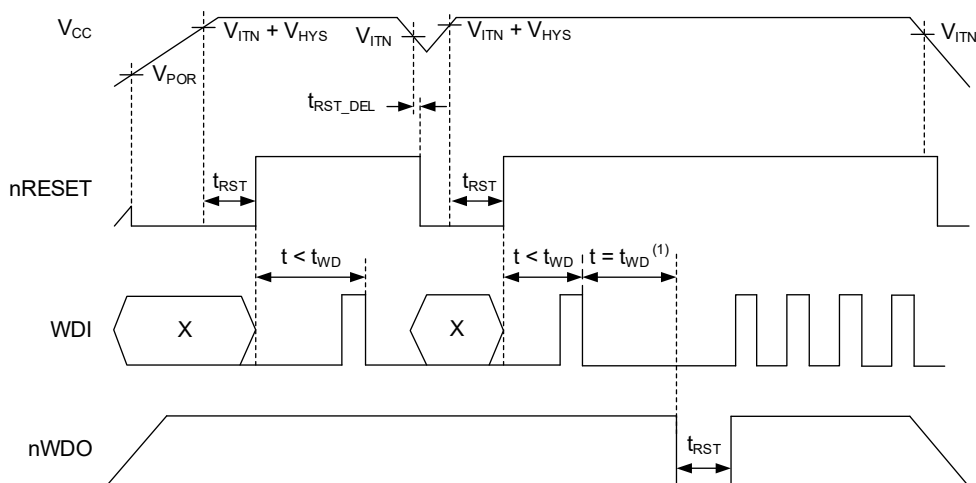 VCC
VITN + VHYS
VITN
VITN + VHYS
VITN
VPOR
tRST_DEL
nRESET
tRST
tRST
t < tWD
t < tWD
t = tWD (1)
WDI
X
X
nWDO
tRST